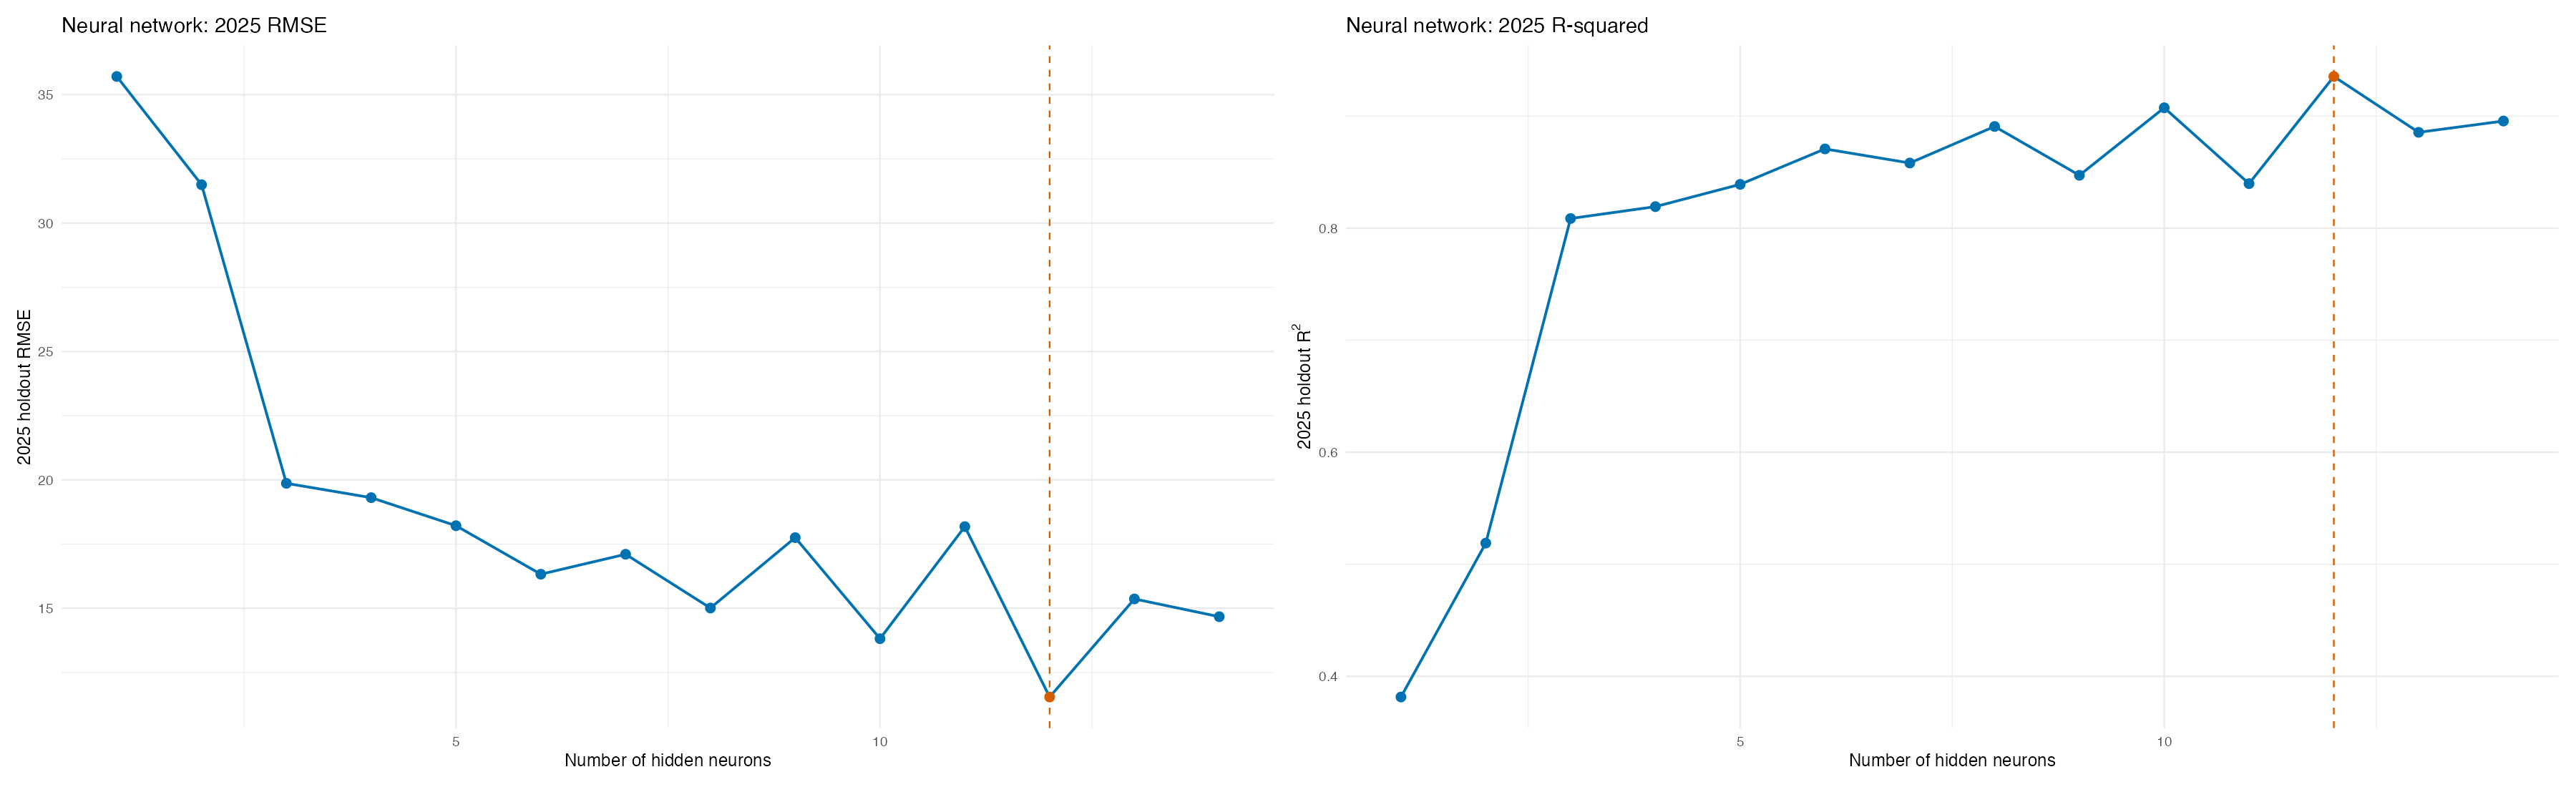 Neural network: 2025 RMSE
2025 holdout RMSE
35
30
25
20
15
5
10
Number of hidden neurons
Neural network: 2025 R-squared
2025 holdout R²
0.8
0.6
0.4
5
10
Number of hidden neurons